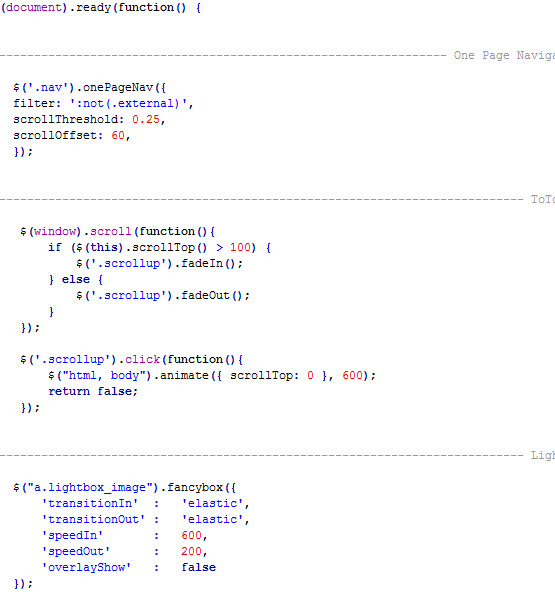 (document).ready(function() {
---------------------------------------------------------------- One Page Naviga
$('.nav').onePageNav({
filter: ':not(.external)',
scrollThreshold: 0.25,
scrollOffset: 60,
});
--------------------------------------------------------------------------- ToTo
$(window).scroll(function(){
if ($(this).scrollTop() > 100) {
$('.scrollup').fadeIn();
} else {
$('.scrollup').fadeOut();
}
});
$('.scrollup').click(function(){
$("html, body").animate({ scrollTop: 0 }, 600);
return false;
});
--------------------------------------------------------------------------- Ligh
$("a.lightbox_image").fancybox({
'transitionIn'  :   'elastic',
'transitionOut' :   'elastic',
'speedIn'       :   600,
'speedOut'      :   200,
'overlayShow'   :   false
});